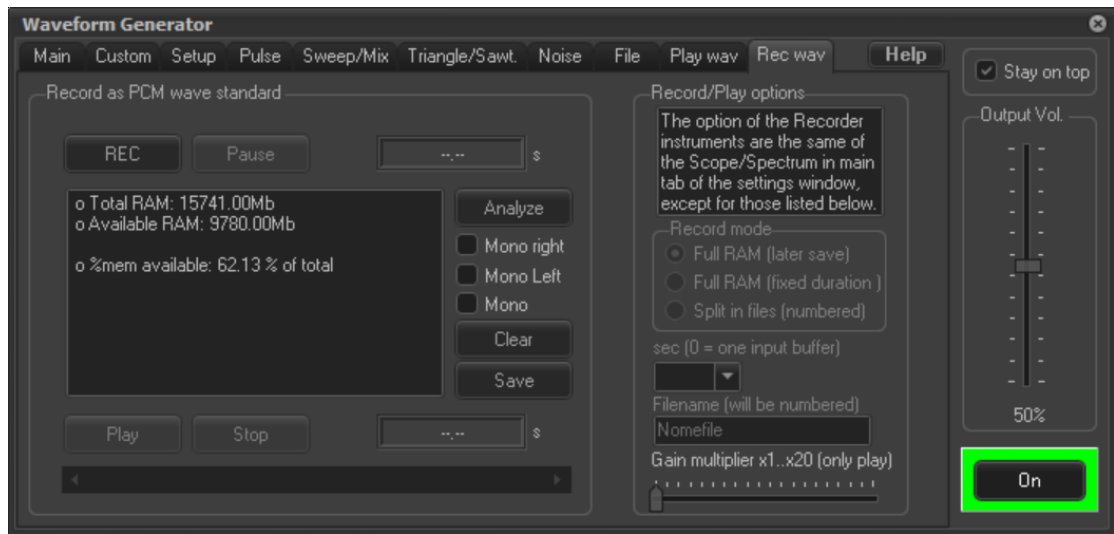 Waveform Generator
Main Custom Setup Pulse Sweep/Mix Triangle/Sawt. Noise File Play wav Rec wav Help
Stay on top
Record as PCM wave standard
REC Pause --.-- s
o Total RAM: 15741.00Mb
o Available RAM: 9780.00Mb
o %mem available: 62.13 % of total
Analyze
Mono right
Mono Left
Mono
Clear
Save
Play Stop --.-- s
Record/Play options
The option of the Recorder
instruments are the same of
the Scope/Spectrum in main
tab of the settings window,
except for those listed below.
Record mode
Full RAM (later save)
Full RAM (fixed duration )
Split in files (numbered)
sec (0 = one input buffer)
Filename (will be numbered)
Nomefile
Gain multiplier x1..x20 (only play)
Output Vol.
50%
On